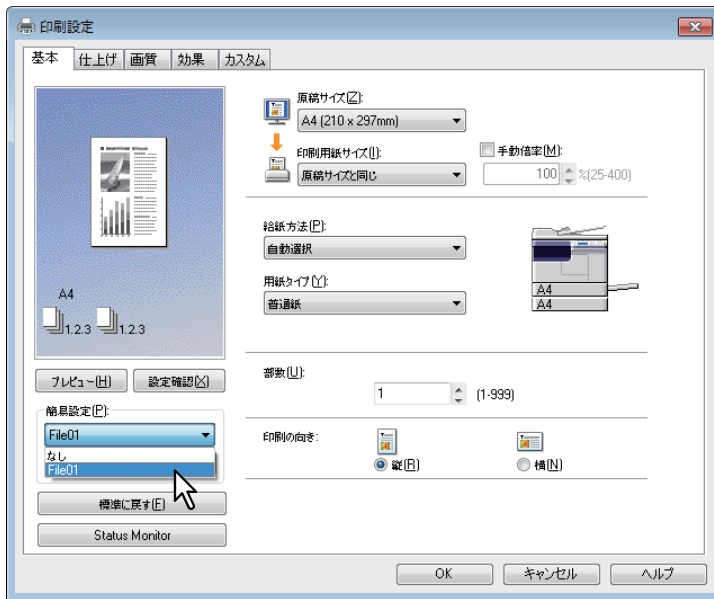 印刷設定
基本 仕上げ 画質 効果 カスタム
原稿サイズ(Z):
A4 (210 x 297mm)
印刷用紙サイズ(I):
原稿サイズと同じ
手動倍率(M):
100 %(25-400)
給紙方法(P):
自動選択
用紙タイプ(Y):
普通紙
A4
A4
A4
1.2.3 1.2.3
プレビュー(H) 設定確認(X)
簡易設定(P):
File01
なし
File01
標準に戻す(F)
Status Monitor
部数(U):
1 (1-999)
印刷の向き:
縦(R) 横(N)
OK キャンセル ヘルプ